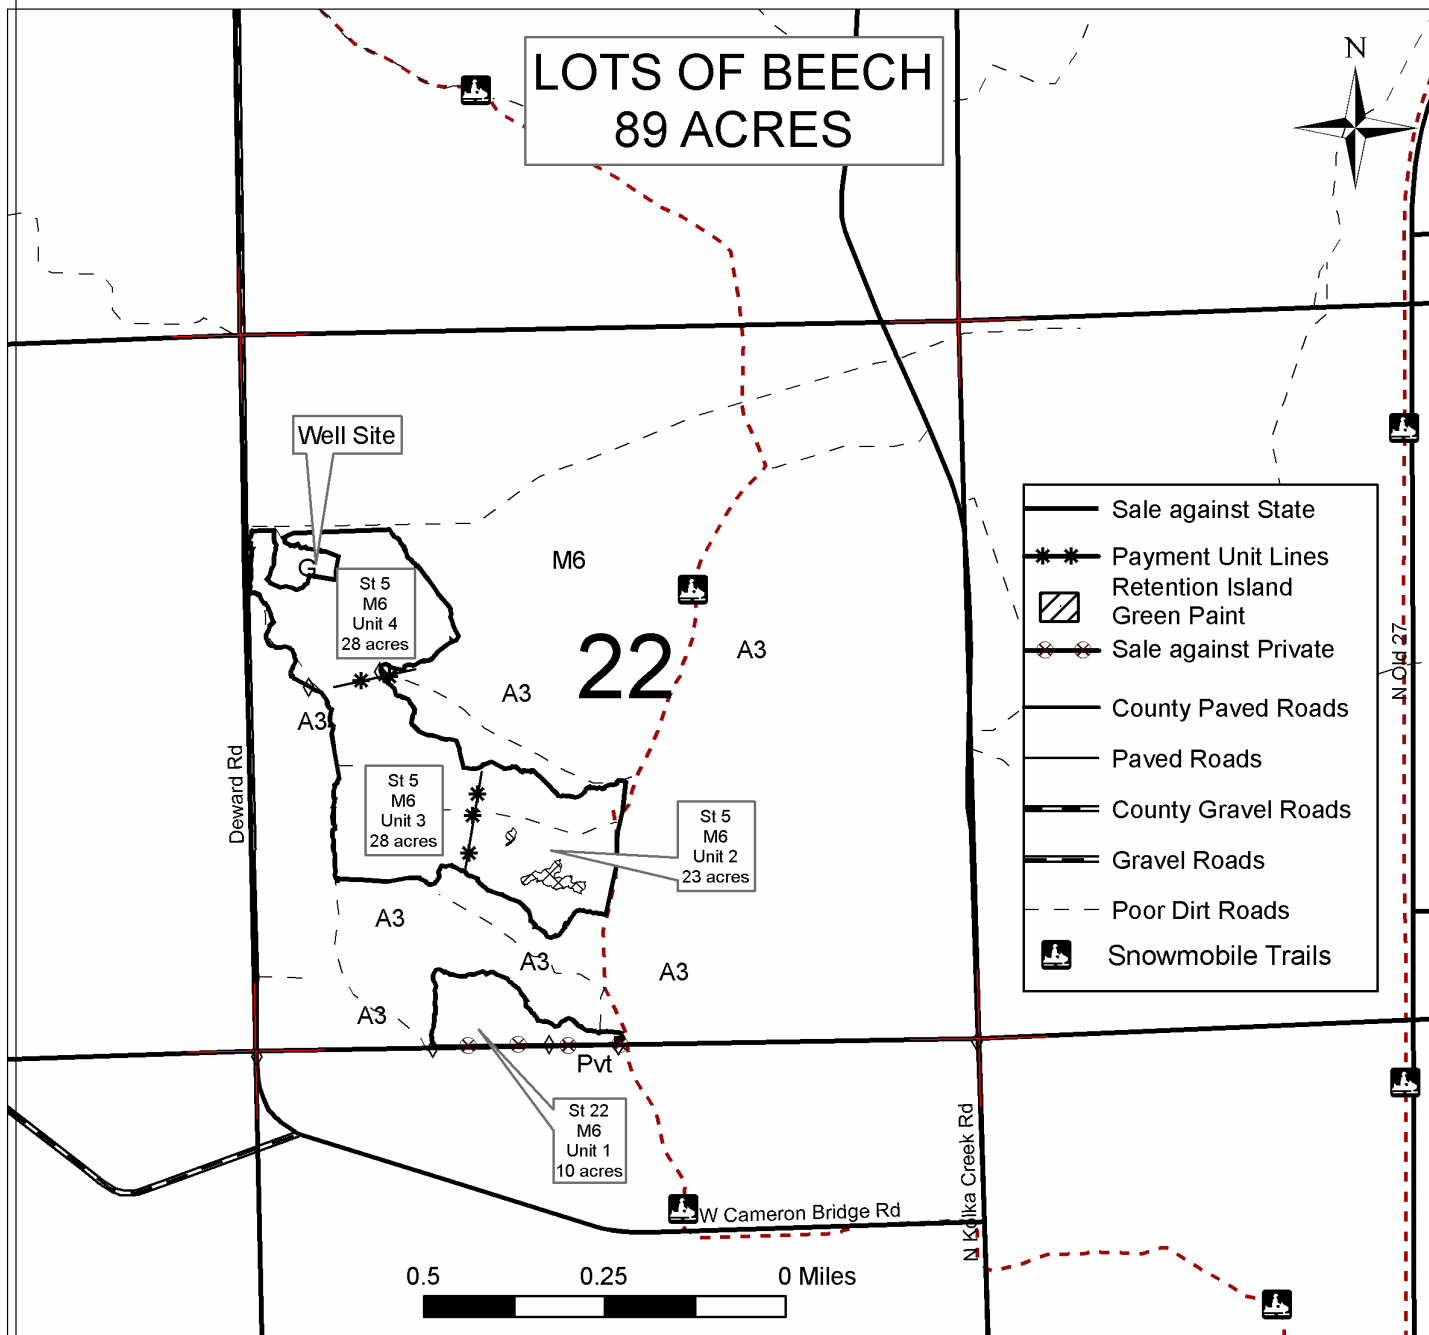 LOTS OF BEECH
89 ACRES
N
Well Site
G
St 5
M6
Unit 4
28 acres
M6
22
A3
A3
A3
Deward Rd
St 5
M6
Unit 3
28 acres
St 5
M6
Unit 2
23 acres
A3
A3
A3
A3
Pvt
St 22
M6
Unit 1
10 acres
W Cameron Bridge Rd
N Kolka Creek Rd
N Old 27
Sale against State
Payment Unit Lines
Retention Island
Green Paint
Sale against Private
County Paved Roads
Paved Roads
County Gravel Roads
Gravel Roads
Poor Dirt Roads
Snowmobile Trails
0.5 0.25 0 Miles